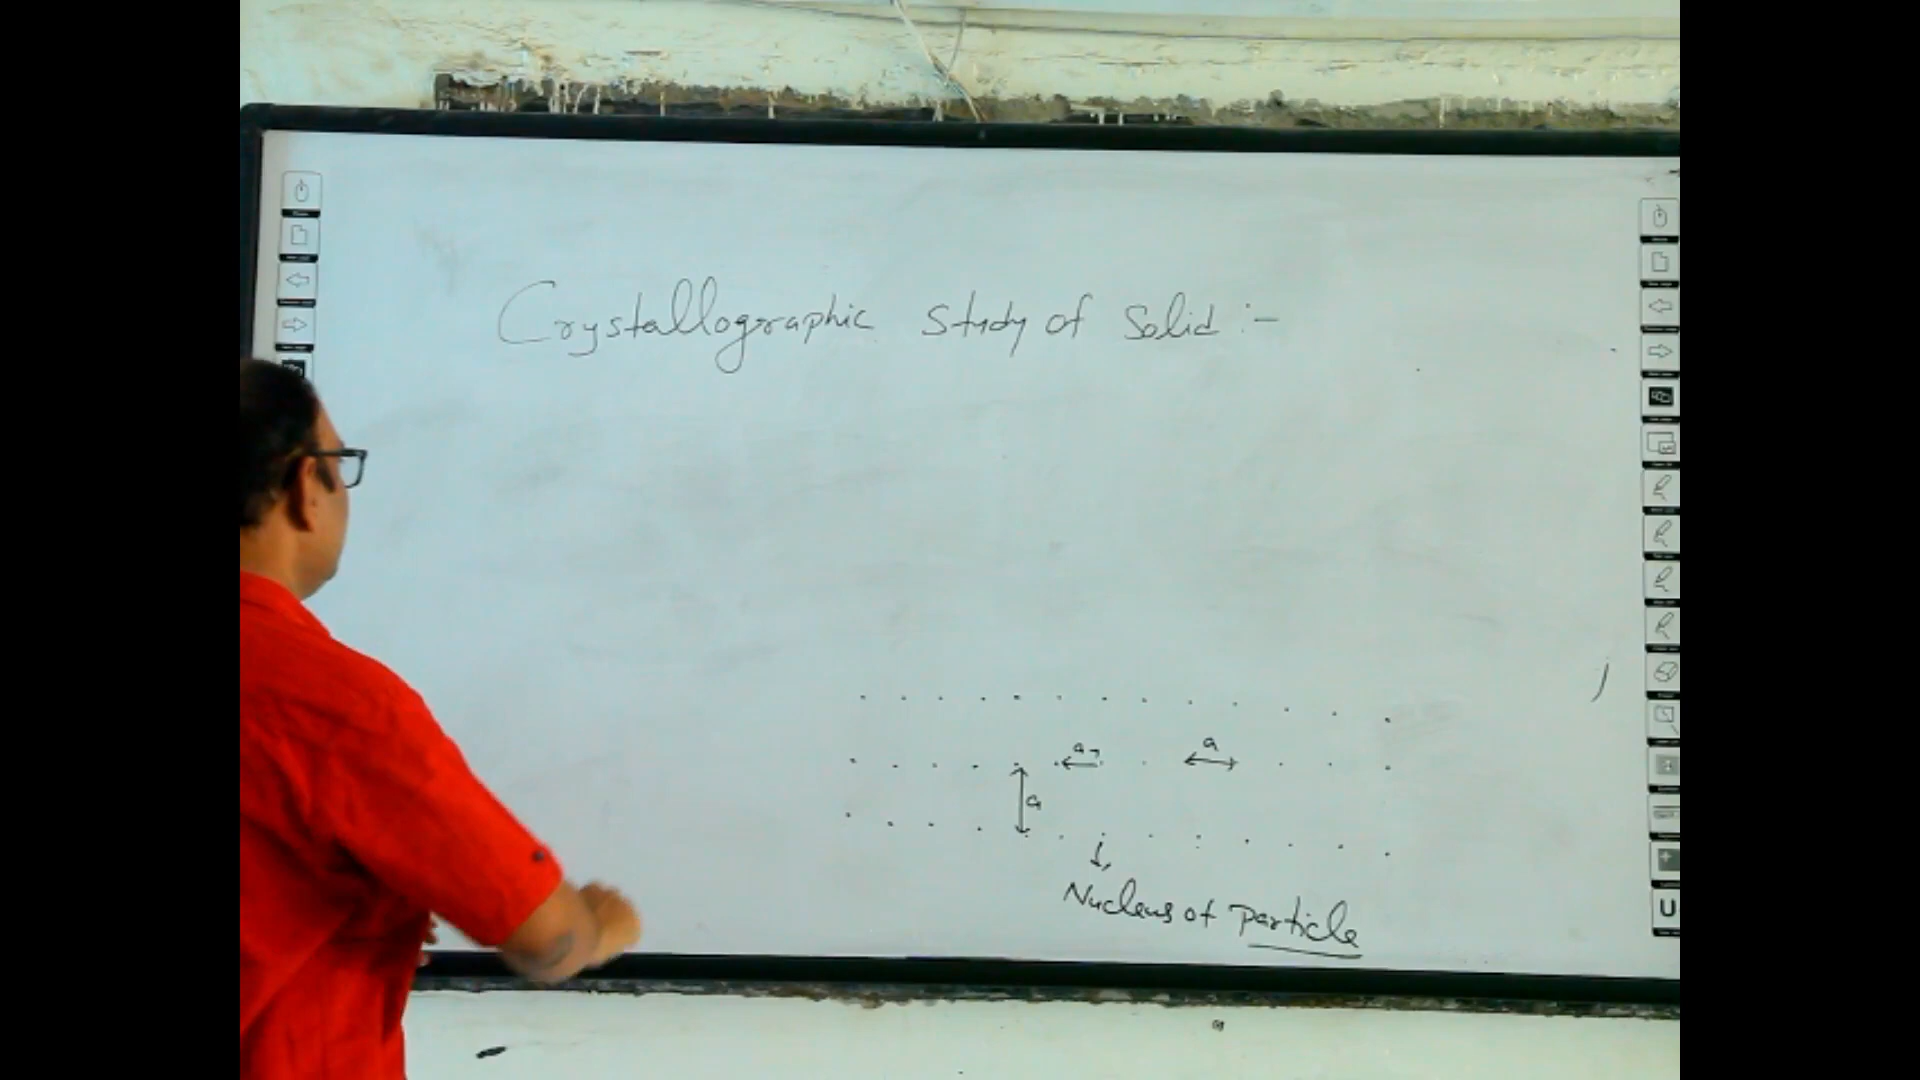 Crystallographic Study of Solid :-
a
a
a
Nucleus of Particle
U